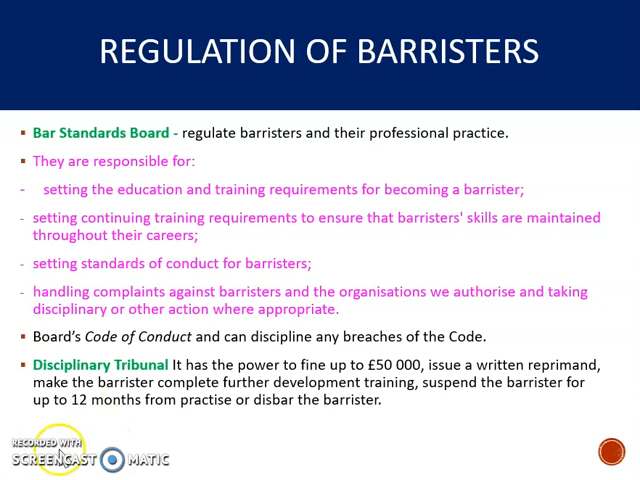 REGULATION OF BARRISTERS
▪ Bar Standards Board - regulate barristers and their professional practice.
▪ They are responsible for:
- setting the education and training requirements for becoming a barrister;
- setting continuing training requirements to ensure that barristers' skills are maintained
throughout their careers;
- setting standards of conduct for barristers;
- handling complaints against barristers and the organisations we authorise and taking
disciplinary or other action where appropriate.
▪ Board's Code of Conduct and can discipline any breaches of the Code.
▪ Disciplinary Tribunal It has the power to fine up to £50 000, issue a written reprimand,
make the barrister complete further development training, suspend the barrister for
up to 12 months from practise or disbar the barrister.
RECORDED WITH
SCREENCAST MATIC